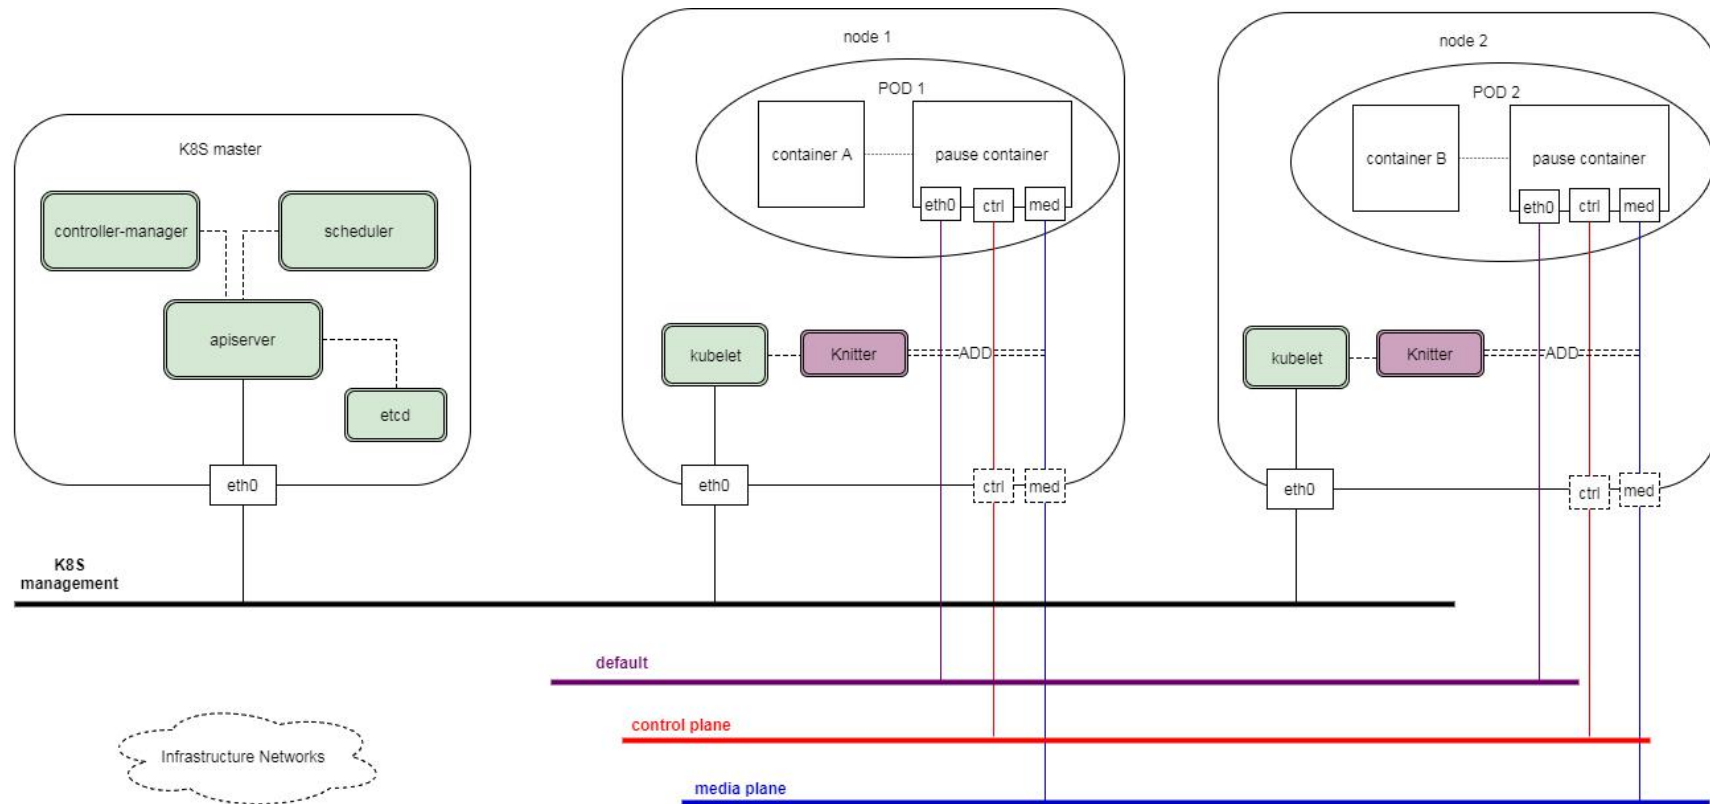 K8S master
controller-manager
scheduler
apiserver
etcd
eth0
node 1
POD 1
container A
pause container
eth0
ctrl
med
kubelet
Knitter
ADD
eth0
ctrl
med
node 2
POD 2
container B
pause container
eth0
ctrl
med
kubelet
Knitter
ADD
eth0
ctrl
med
K8S
management
default
control plane
media plane
Infrastructure Networks